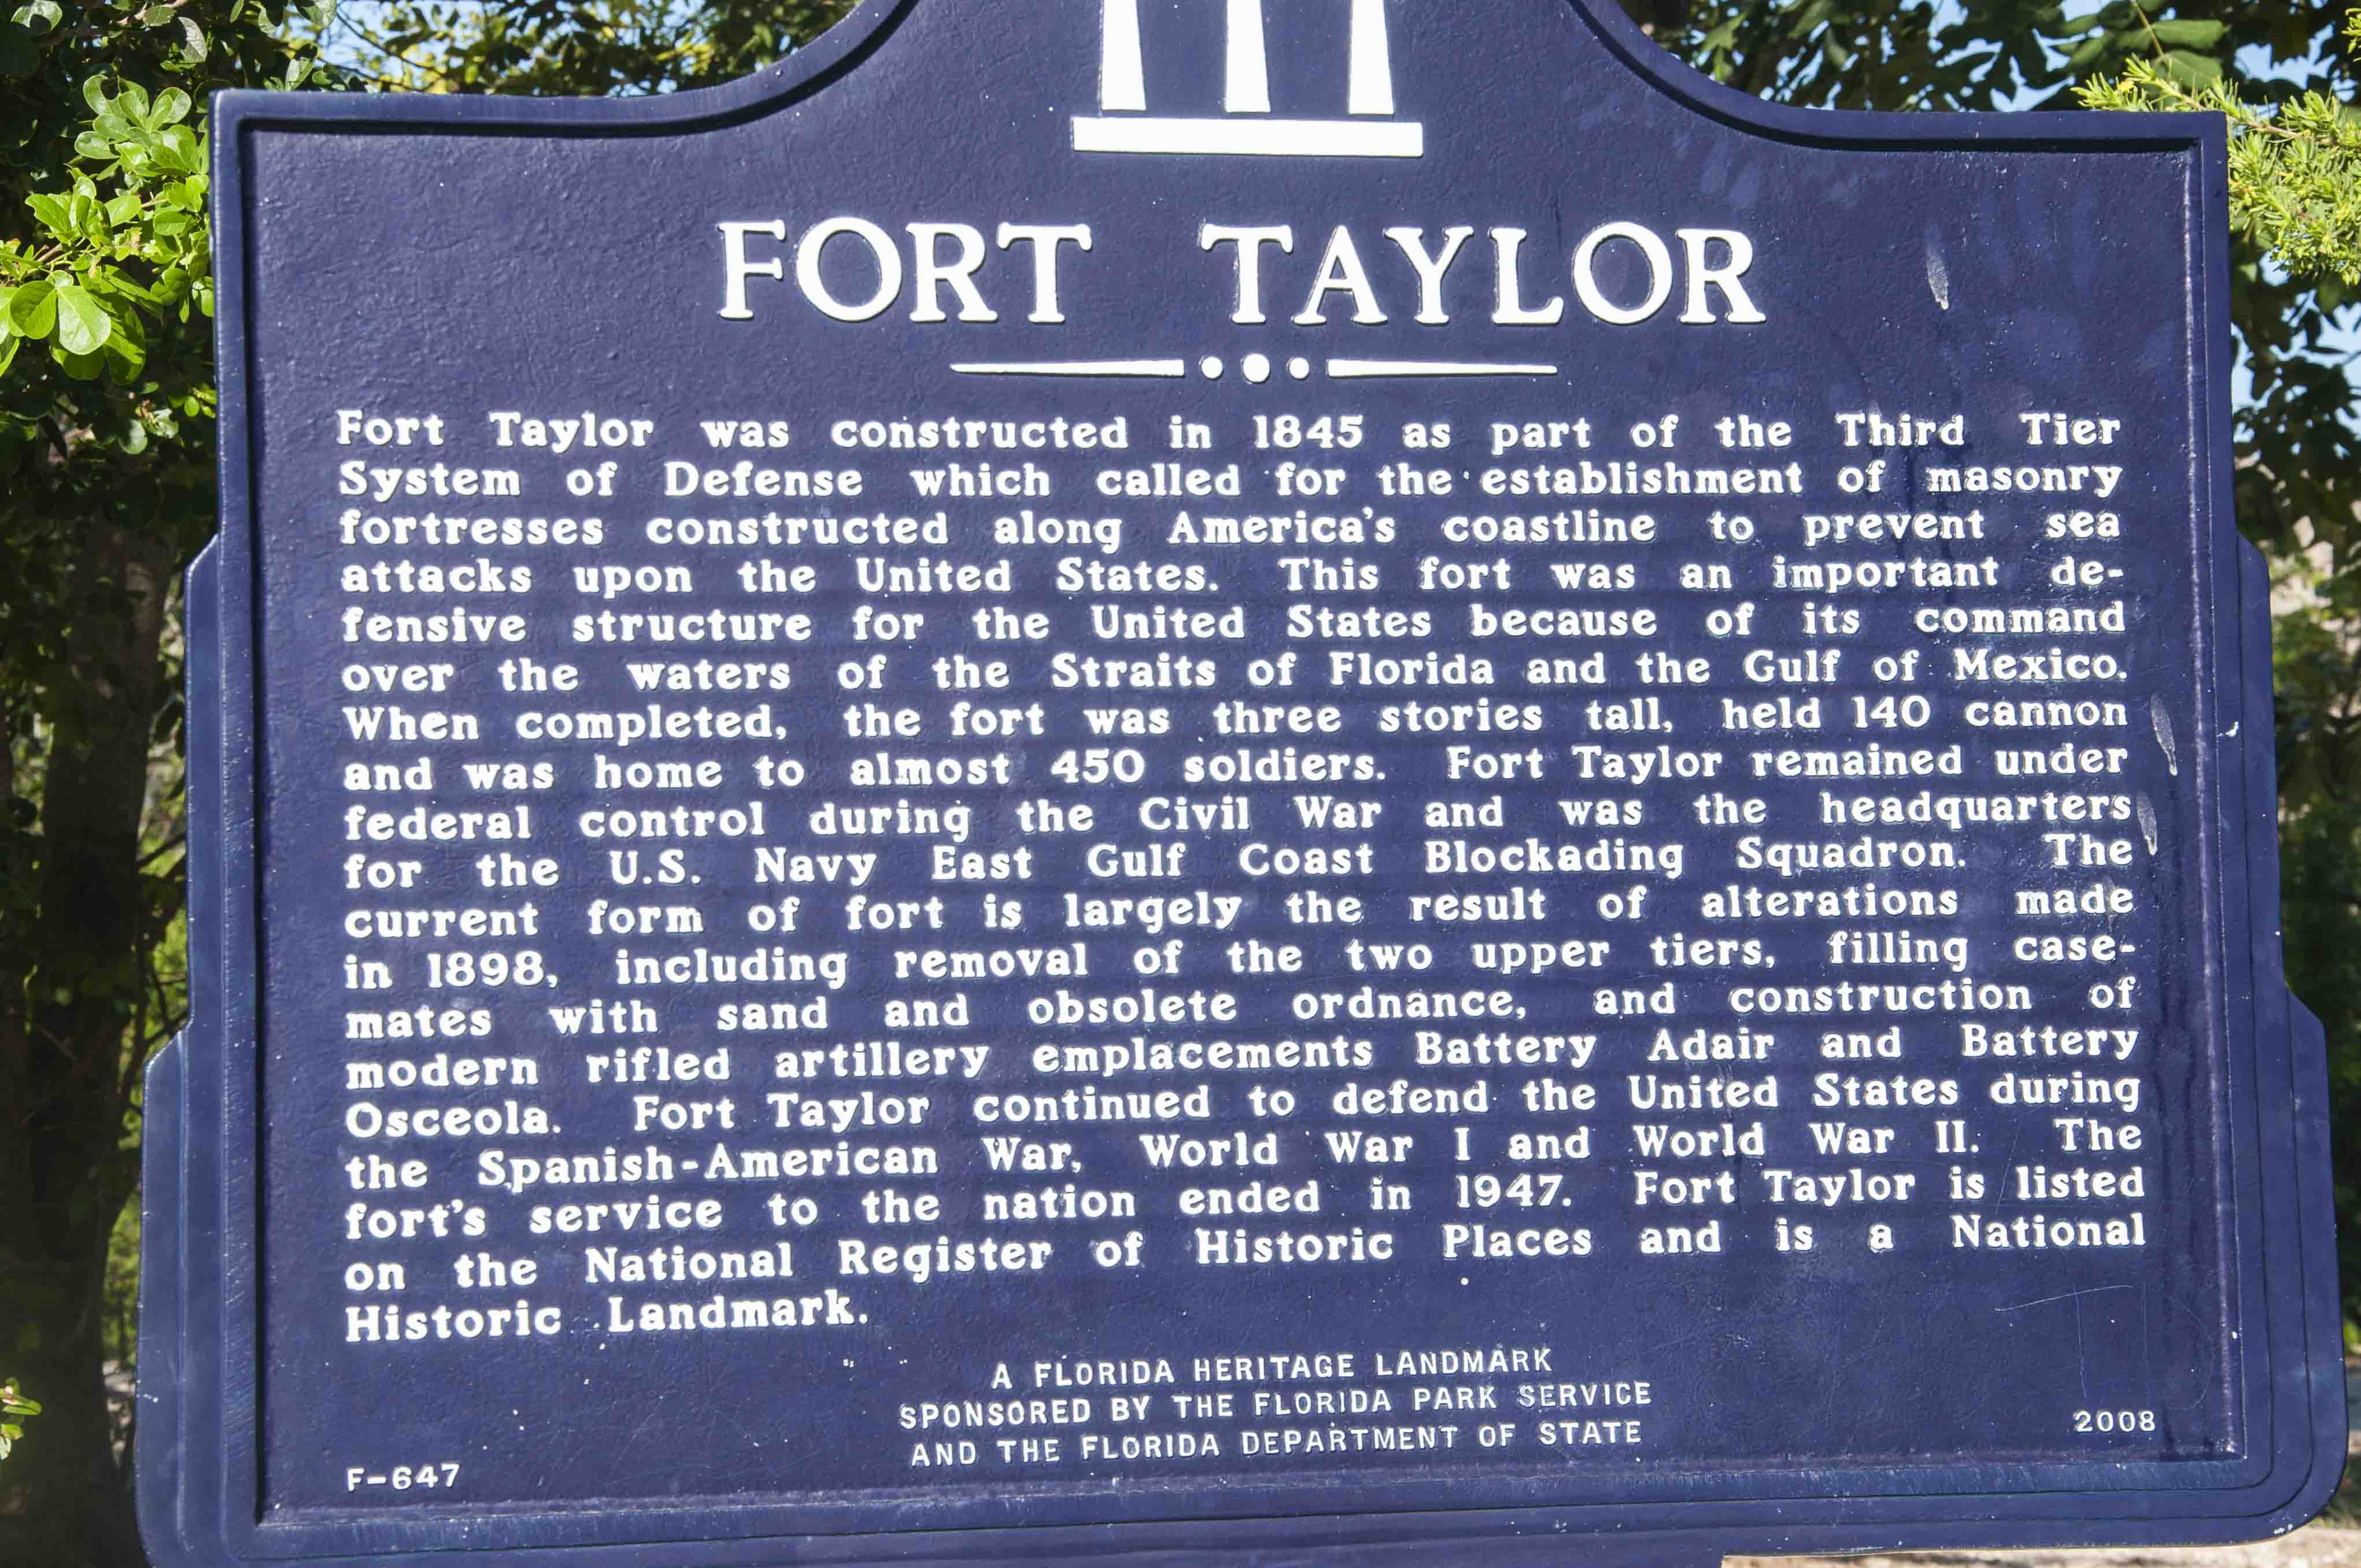 FORT TAYLOR
Fort Taylor was constructed in 1845 as part of the Third Tier
System of Defense which called for the establishment of masonry
fortresses constructed along America's coastline to prevent sea
attacks upon the United States. This fort was an important de-
fensive structure for the United States because of its command
over the waters of the Straits of Florida and the Gulf of Mexico.
When completed, the fort was three stories tall, held 140 cannon
and was home to almost 450 soldiers. Fort Taylor remained under
federal control during the Civil War and was the headquarters
for the U.S. Navy East Gulf Coast Blockading Squadron. The
current form of fort is largely the result of alterations made
in 1898, including removal of the two upper tiers, filling case-
mates with sand and obsolete ordnance, and construction of
modern rifled artillery emplacements Battery Adair and Battery
Osceola. Fort Taylor continued to defend the United States during
the Spanish-American War, World War I and World War II. The
fort's service to the nation ended in 1947. Fort Taylor is listed
on the National Register of Historic Places and is a National
Historic Landmark.
A FLORIDA HERITAGE LANDMARK
SPONSORED BY THE FLORIDA PARK SERVICE
AND THE FLORIDA DEPARTMENT OF STATE
F-647
2008